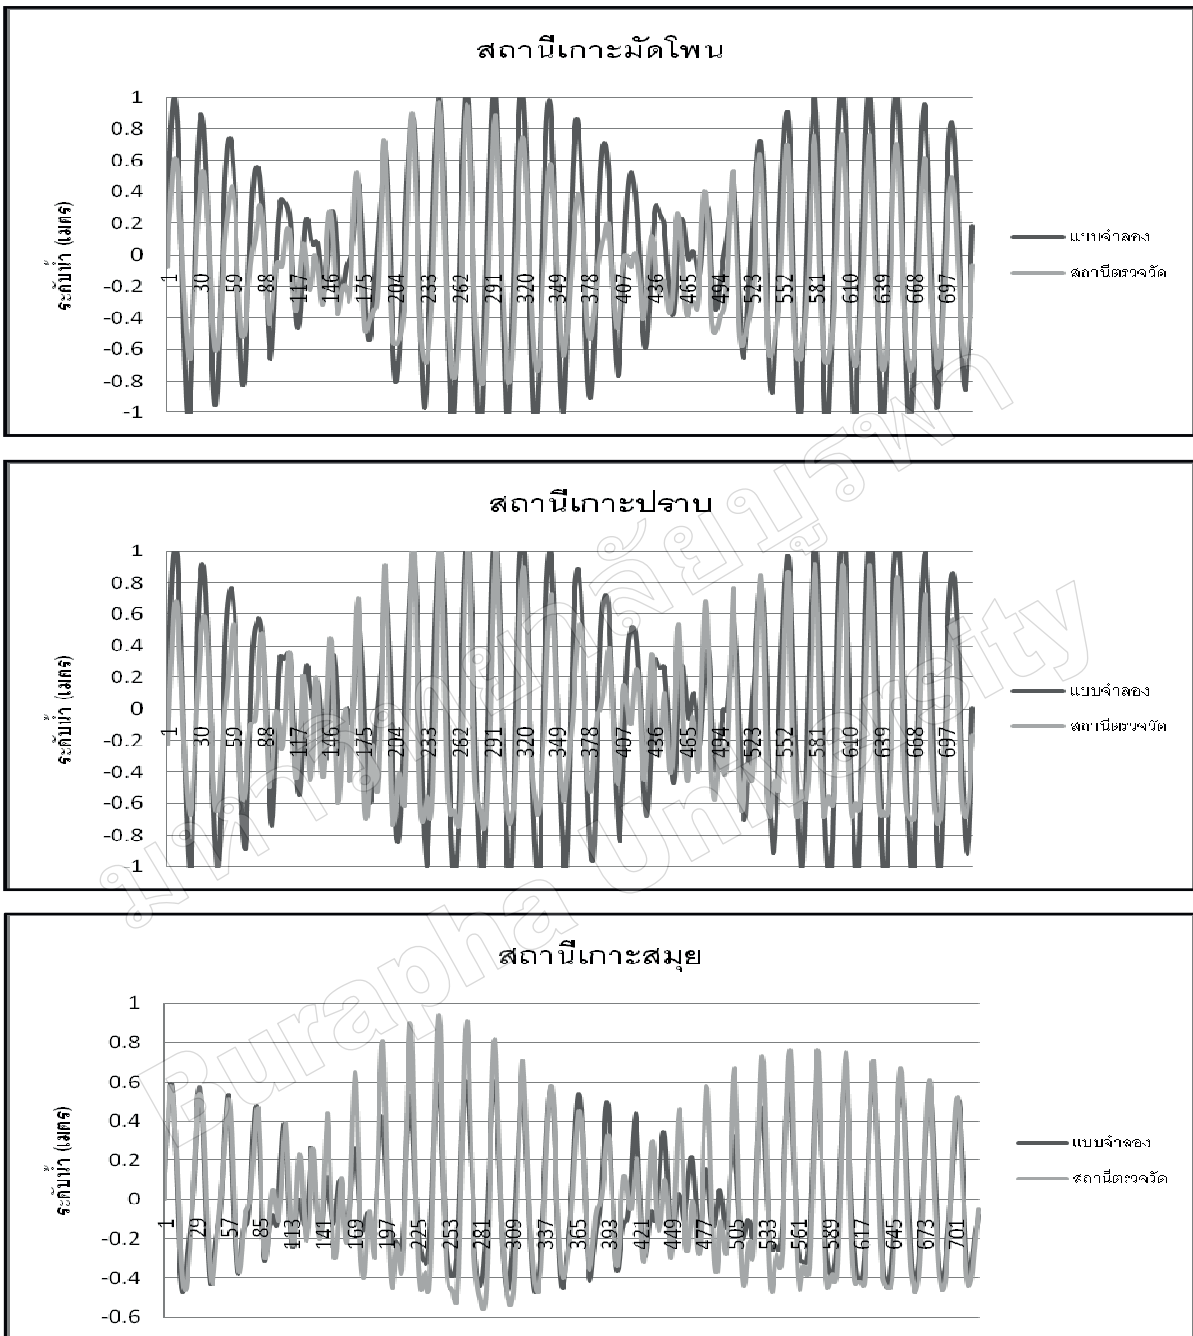 สถานีเกาะมัดโพน
ระดับน้ำ (เมตร)
1
0.8
0.6
0.4
0.2
0
-0.2
-0.4
-0.6
-0.8
-1
1 30 59 88 117 146 175 204 233 262 291 320 349 378 407 436 465 494 523 552 581 610 639 668 697
แบบจำลอง
สถานีตรวจวัด
สถานีเกาะปราบ
ระดับน้ำ (เมตร)
1
0.8
0.6
0.4
0.2
0
-0.2
-0.4
-0.6
-0.8
-1
1 30 59 88 117 146 175 204 233 262 291 320 349 378 407 436 465 494 523 552 581 610 639 668 697
แบบจำลอง
สถานีตรวจวัด
สถานีเกาะสมุย
ระดับน้ำ (เมตร)
1
0.8
0.6
0.4
0.2
0
-0.2
-0.4
-0.6
1 29 57 85 113 141 169 197 225 253 281 309 337 365 393 421 449 477 505 533 561 589 617 645 673 701
แบบจำลอง
สถานีตรวจวัด
มหาวิทยาลัยบูรพา
Burapha University